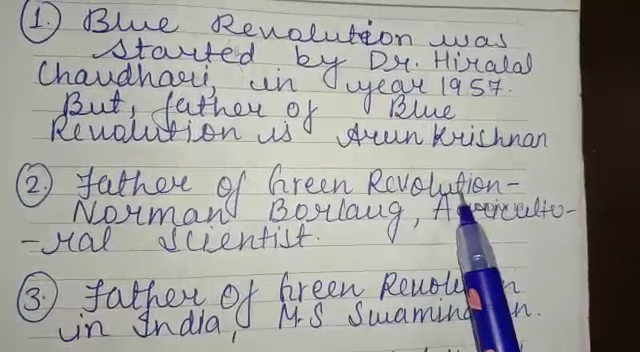 1. Blue Revolution was
started by Dr. Hiralal
Chaudhari, in year 1957.
But, father of Blue
Revolution is Arun Krishnan
2. Father of Green Revolution-
Norman Borlaug,
-ral Scientist.
3. Father Of Green
in India, M.S